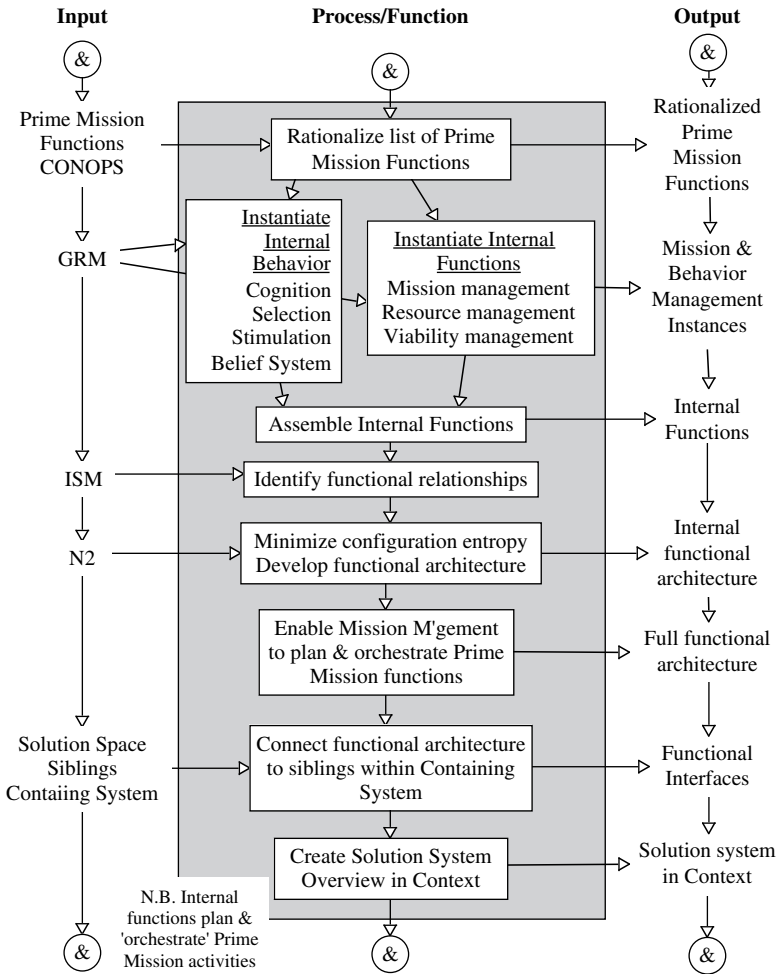 Input
Process/Function
Output
&
&
&
Prime Mission
Functions
CONOPS
Rationalize list of Prime
Mission Functions
Rationalized
Prime
Mission
Functions
GRM
Instantiate
Internal
Behavior
Cognition
Selection
Stimulation
Belief System
Instantiate Internal
Functions
Mission management
Resource management
Viability management
Mission &
Behavior
Management
Instances
Assemble Internal Functions
Internal
Functions
ISM
Identify functional relationships
N2
Minimize configuration entropy
Develop functional architecture
Internal
functional
architecture
Enable Mission M'gement
to plan & orchestrate Prime
Mission functions
Full functional
architecture
Solution Space
Siblings
Contaiing System
Connect functional architecture
to siblings within Containing
System
Functional
Interfaces
Create Solution System
Overview in Context
Solution system
in Context
N.B. Internal
functions plan &
'orchestrate' Prime
Mission activities
&
&
&